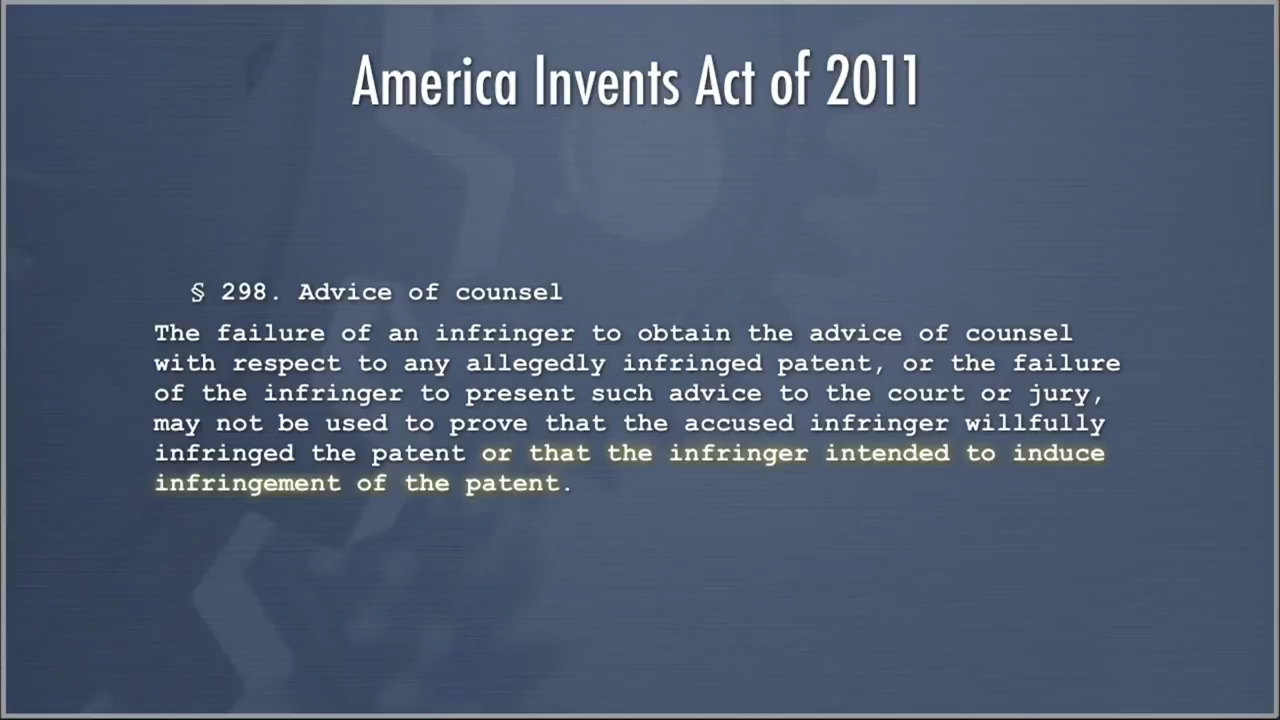 America Invents Act of 2011
§ 298. Advice of counsel
The failure of an infringer to obtain the advice of counsel
with respect to any allegedly infringed patent, or the failure
of the infringer to present such advice to the court or jury,
may not be used to prove that the accused infringer willfully
infringed the patent or that the infringer intended to induce
infringement of the patent.